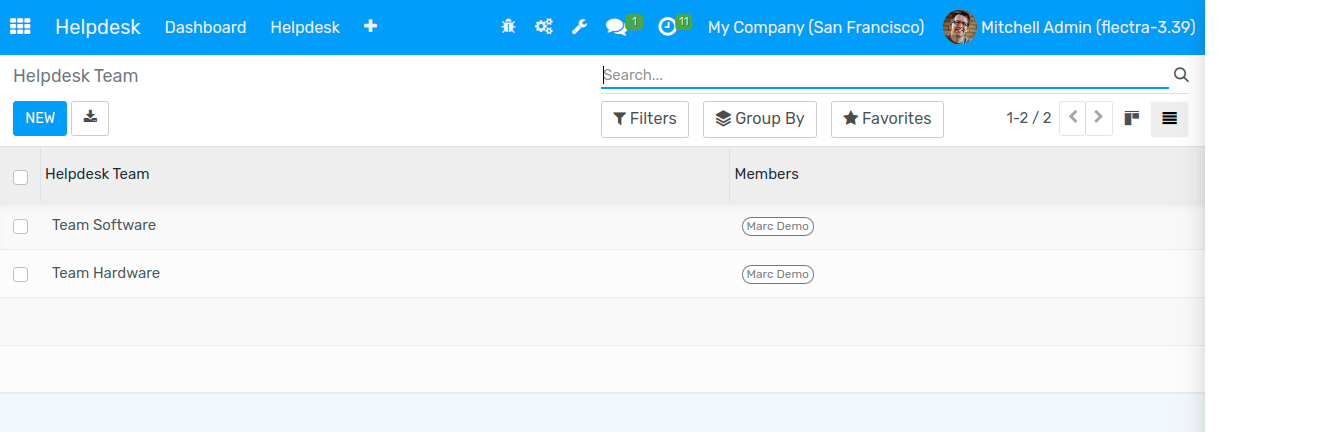 Helpdesk Dashboard Helpdesk 1 11 My Company (San Francisco) Mitchell Admin (flectra-3.39)
Helpdesk Team Search...
NEW Filters Group By Favorites 1-2 / 2
Helpdesk Team Members
Team Software Marc Demo
Team Hardware Marc Demo